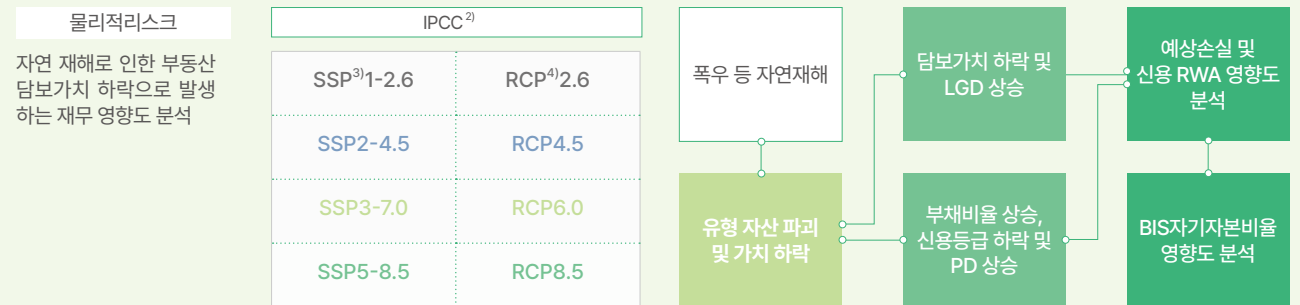 물리적리스크
자연 재해로 인한 부동산
담보가치 하락으로 발생
하는 재무 영향도 분석
IPCC 2)
SSP3)1-2.6
RCP4)2.6
SSP2-4.5
RCP4.5
SSP3-7.0
RCP6.0
SSP5-8.5
RCP8.5
폭우 등 자연재해
유형 자산 파괴
및 가치 하락
담보가치 하락 및
LGD 상승
부채비율 상승,
신용등급 하락 및
PD 상승
예상손실 및
신용 RWA 영향도
분석
BIS자기자본비율
영향도 분석